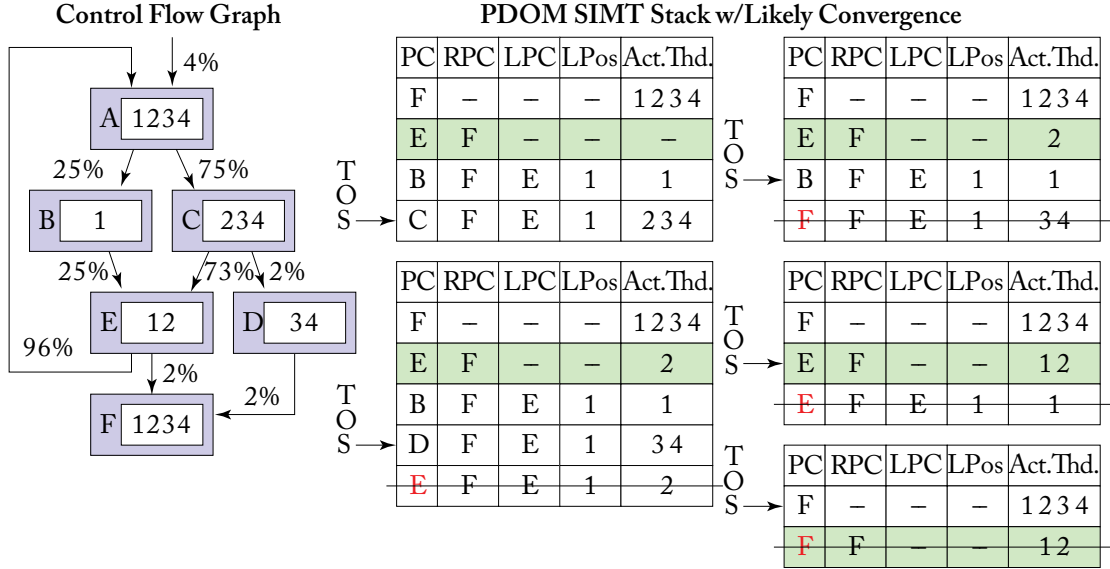 Control Flow Graph
4%
A 1234
25% 75%
B 1
C 234
25% 73% 2%
E 12
D 34
96%
2% 2%
F 1234
PDOM SIMT Stack w/Likely Convergence
TOS
PC RPC LPC LPos Act.Thd.
F – – – 1234
E F – – –
B F E 1 1
C F E 1 234
TOS
PC RPC LPC LPos Act.Thd.
F – – – 1234
E F – – 2
B F E 1 1
F F E 1 34
TOS
PC RPC LPC LPos Act.Thd.
F – – – 1234
E F – – 2
B F E 1 1
D F E 1 34
E F E 1 2
TOS
PC RPC LPC LPos Act.Thd.
F – – – 1234
E F – – 12
E F E 1 1
TOS
PC RPC LPC LPos Act.Thd.
F – – – 1234
F F – – 12